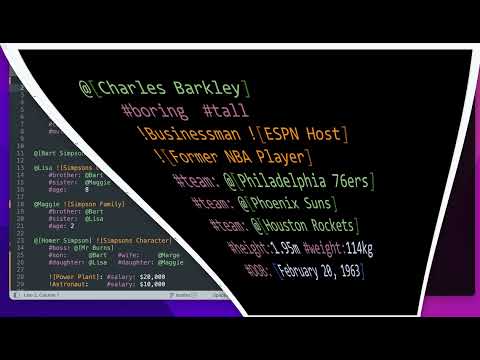 @[Charles Barkley]
#boring #tall
!Businessman ![ESPN Host]
![Former NBA Player]
#team: @[Philadelphia 76ers]
#team: @[Phoenix Suns]
#team: @[Houston Rockets]
#height:1.95m #weight:114kg
#DOB: [February 20, 1963]
@[Bart Simpson
@Lisa ![Simpsons
#brother: @Bart
#sister: @Maggie
#age: 8
@Maggie ![Simpson Family]
#brother: @Bart
#sister: @Lisa
#age: 2
@[Homer Simpson] ![Simpsons Character]
#boss: @[Mr Burns]
#son: @Bart #wife: @Marge
#daughter: @Lisa #daughter: @Maggie
![Power Plant]: #salary: $20,000
!Astronaut: #salary: $10,000